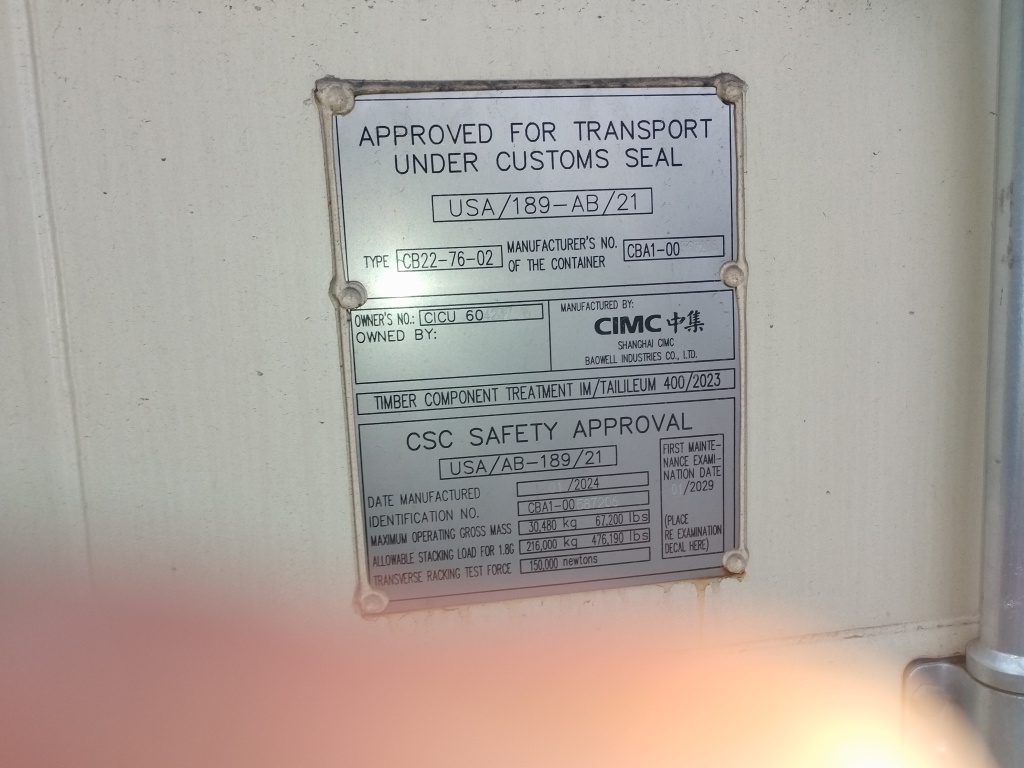 APPROVED FOR TRANSPORT
UNDER CUSTOMS SEAL
USA/189-AB/21
TYPE CB22-76-02 MANUFACTURER'S NO. OF THE CONTAINER CBA1-00
OWNER'S NO.: CICU 60
OWNED BY:
MANUFACTURED BY:
CIMC 中集
SHANGHAI CIMC
BAOWELL INDUSTRIES CO., LTD.
TIMBER COMPONENT TREATMENT IM/TAILILEUM 400/2023
CSC SAFETY APPROVAL
USA/AB-189/21
DATE MANUFACTURED /2024
IDENTIFICATION NO. CBA1-00
MAXIMUM OPERATING GROSS MASS 30,480 kg 67,200 lbs
ALLOWABLE STACKING LOAD FOR 1.8G 216,000 kg 476,190 lbs
TRANSVERSE RACKING TEST FORCE 150,000 newtons
FIRST MAINTE-
NANCE EXAMI-
NATION DATE
/2029
(PLACE
RE EXAMINATION
DECAL HERE)